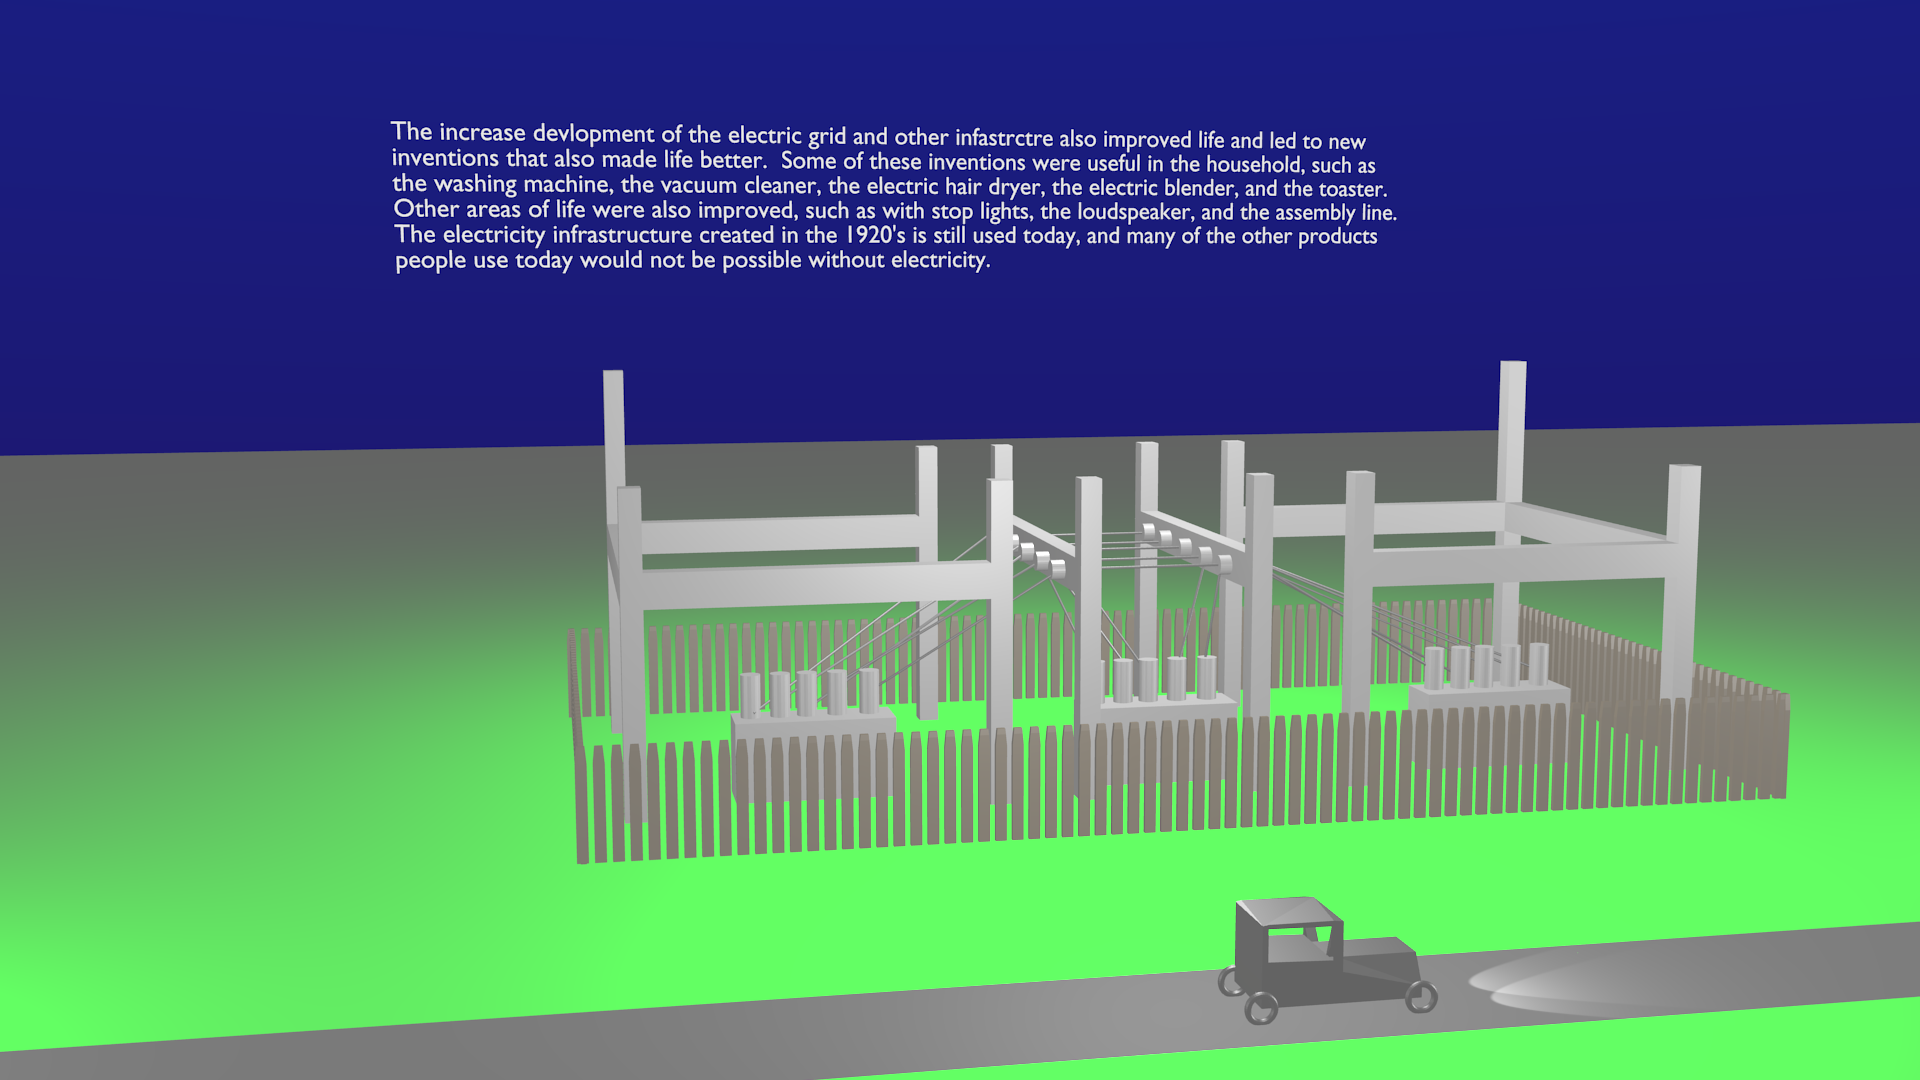 The increase devlopment of the electric grid and other infastrctre also improved life and led to new
inventions that also made life better.  Some of these inventions were useful in the household, such as
the washing machine, the vacuum cleaner, the electric hair dryer, the electric blender, and the toaster.
Other areas of life were also improved, such as with stop lights, the loudspeaker, and the assembly line.
The electricity infrastructure created in the 1920's is still used today, and many of the other products
people use today would not be possible without electricity.